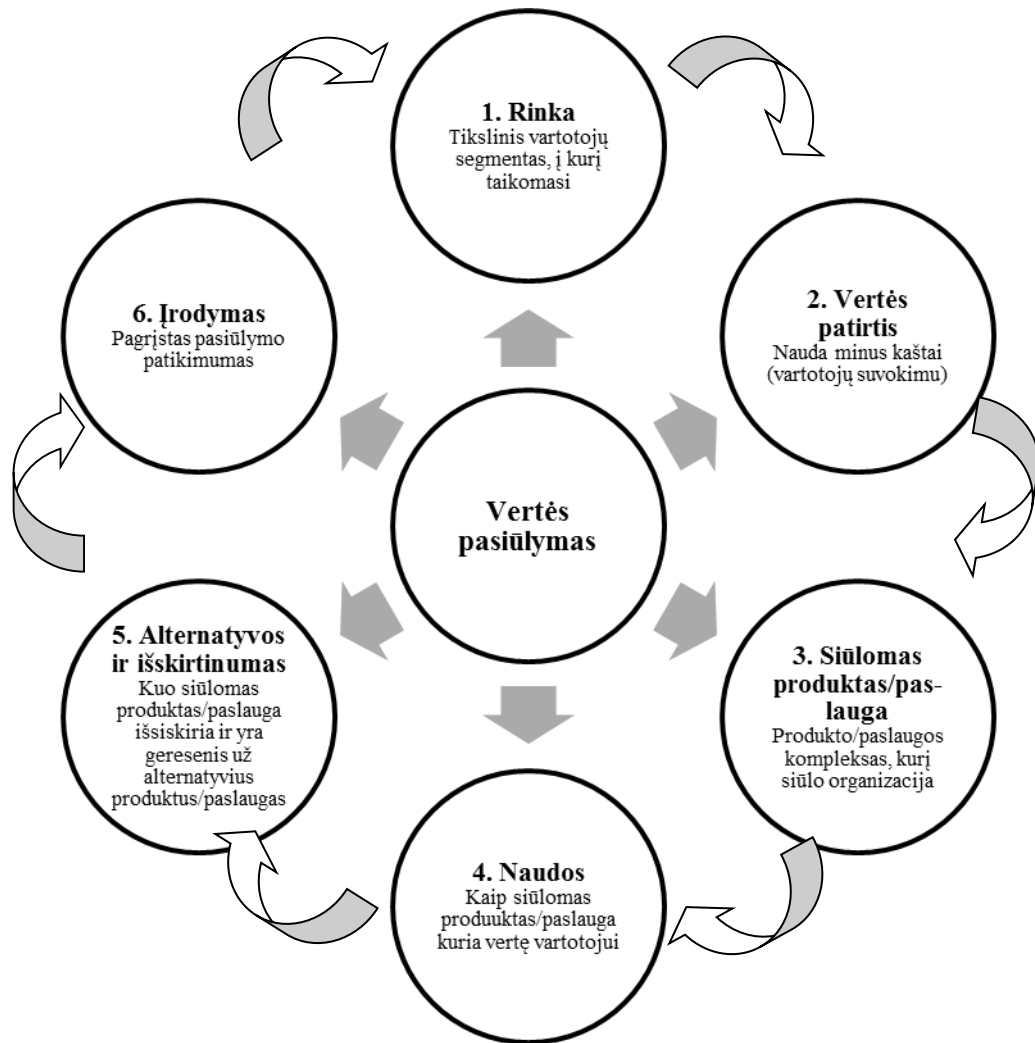 1. Rinka
Tikslinis vartotojų
segmentas, į kurį
taikomasi
2. Vertės
patirtis
Nauda minus kaštai
(vartotojų suvokimu)
3. Siūlomas
produktas/pas-
lauga
Produkto/paslaugos
kompleksas, kurį
siūlo organizacija
4. Naudos
Kaip siūlomas
produuktas/paslauga
kuria vertę vartotojui
5. Alternatyvos
ir išskirtinumas
Kuo siūlomas
produktas/paslauga
išsiskiria ir yra
geresenis už
alternatyvius
produktus/paslaugas
6. Įrodymas
Pagrįstas pasiūlymo
patikimumas
Vertės
pasiūlymas